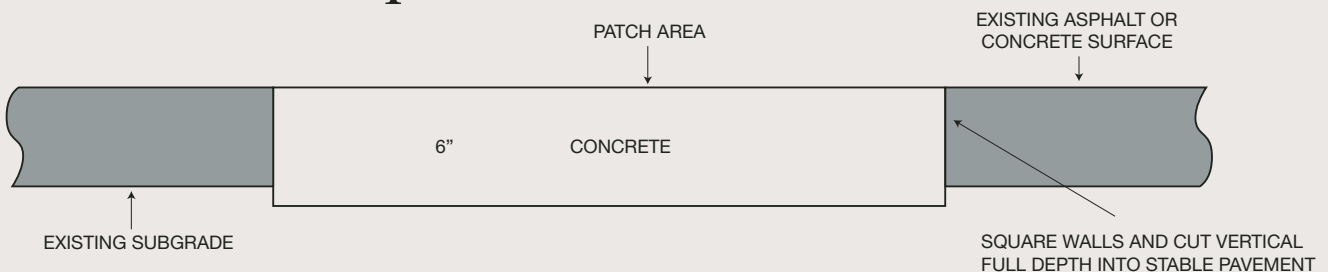 PATCH AREA
EXISTING ASPHALT OR
CONCRETE SURFACE
6”
CONCRETE
EXISTING SUBGRADE
SQUARE WALLS AND CUT VERTICAL
FULL DEPTH INTO STABLE PAVEMENT